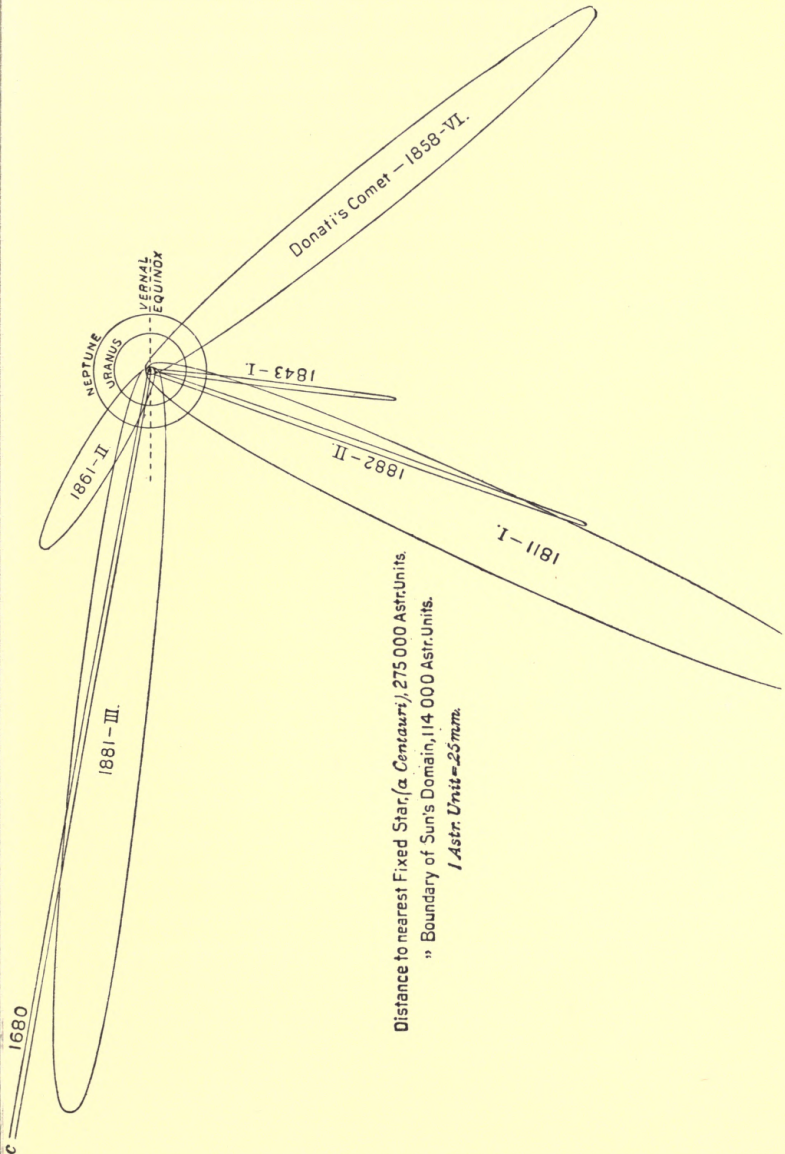 Donati's Comet – 1858-VI.
VERNAL
EQUINOX
NEPTUNE
URANUS
1843-I.
1861-II
1882-II.
1811-I.
1881-III.
Distance to nearest Fixed Star,(α Centauri), 275 000 Astr.Units.
" Boundary of Sun's Domain, 114 000 Astr.Units.
1 Astr. Unit=.25mm.
1680
C